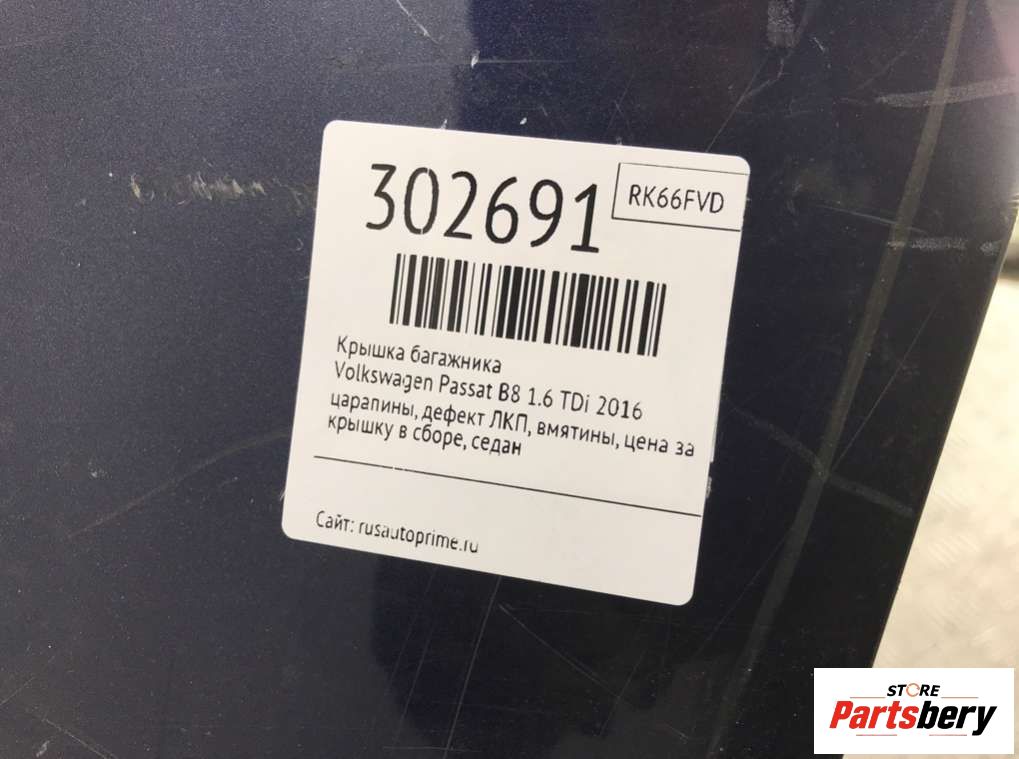 302691
RK66FVD
Крышка багажника
Volkswagen Passat B8 1.6 TDi 2016
царапины, дефект ЛКП, вмятины, цена за
крышку в сборе, седан
Сайт: rusautoprime.ru
STORE
Partsbery